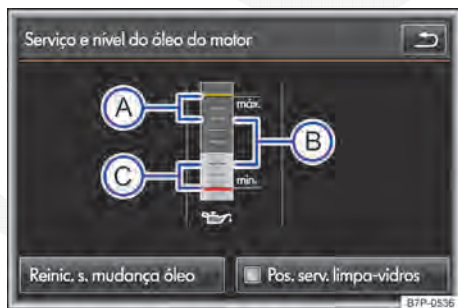 Serviço e nível do óleo do motor
A
máx.
B
C
mín.
Reinic. s. mudança óleo
Pos. serv. limpa-vidros
B7P-0536